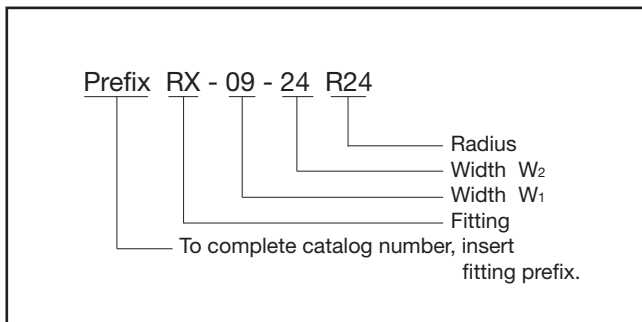 Prefix RX - 09 - 24 R24
Radius
Width W₂
Width W₁
Fitting
To complete catalog number, insert
fitting prefix.